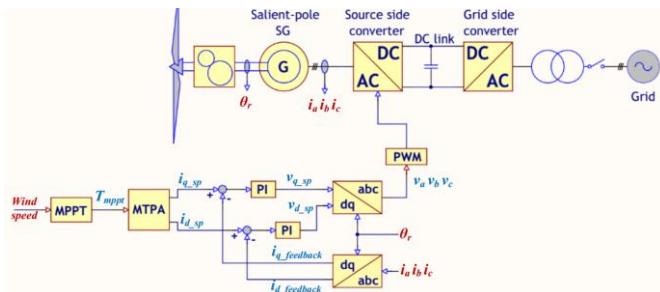 Salient-pole
SG
Source side
converter
Grid side
converter
DC link
G
DC
AC
DC
AC
θr
ia ib ic
Grid
PWM
va vb vc
Wind
speed
MPPT
Tmppt
MTPA
iq_sp
id_sp
+
-
+
-
PI
PI
vq_sp
vd_sp
abc
dq
θr
iq_feedback
id_feedback
dq
abc
ia ib ic